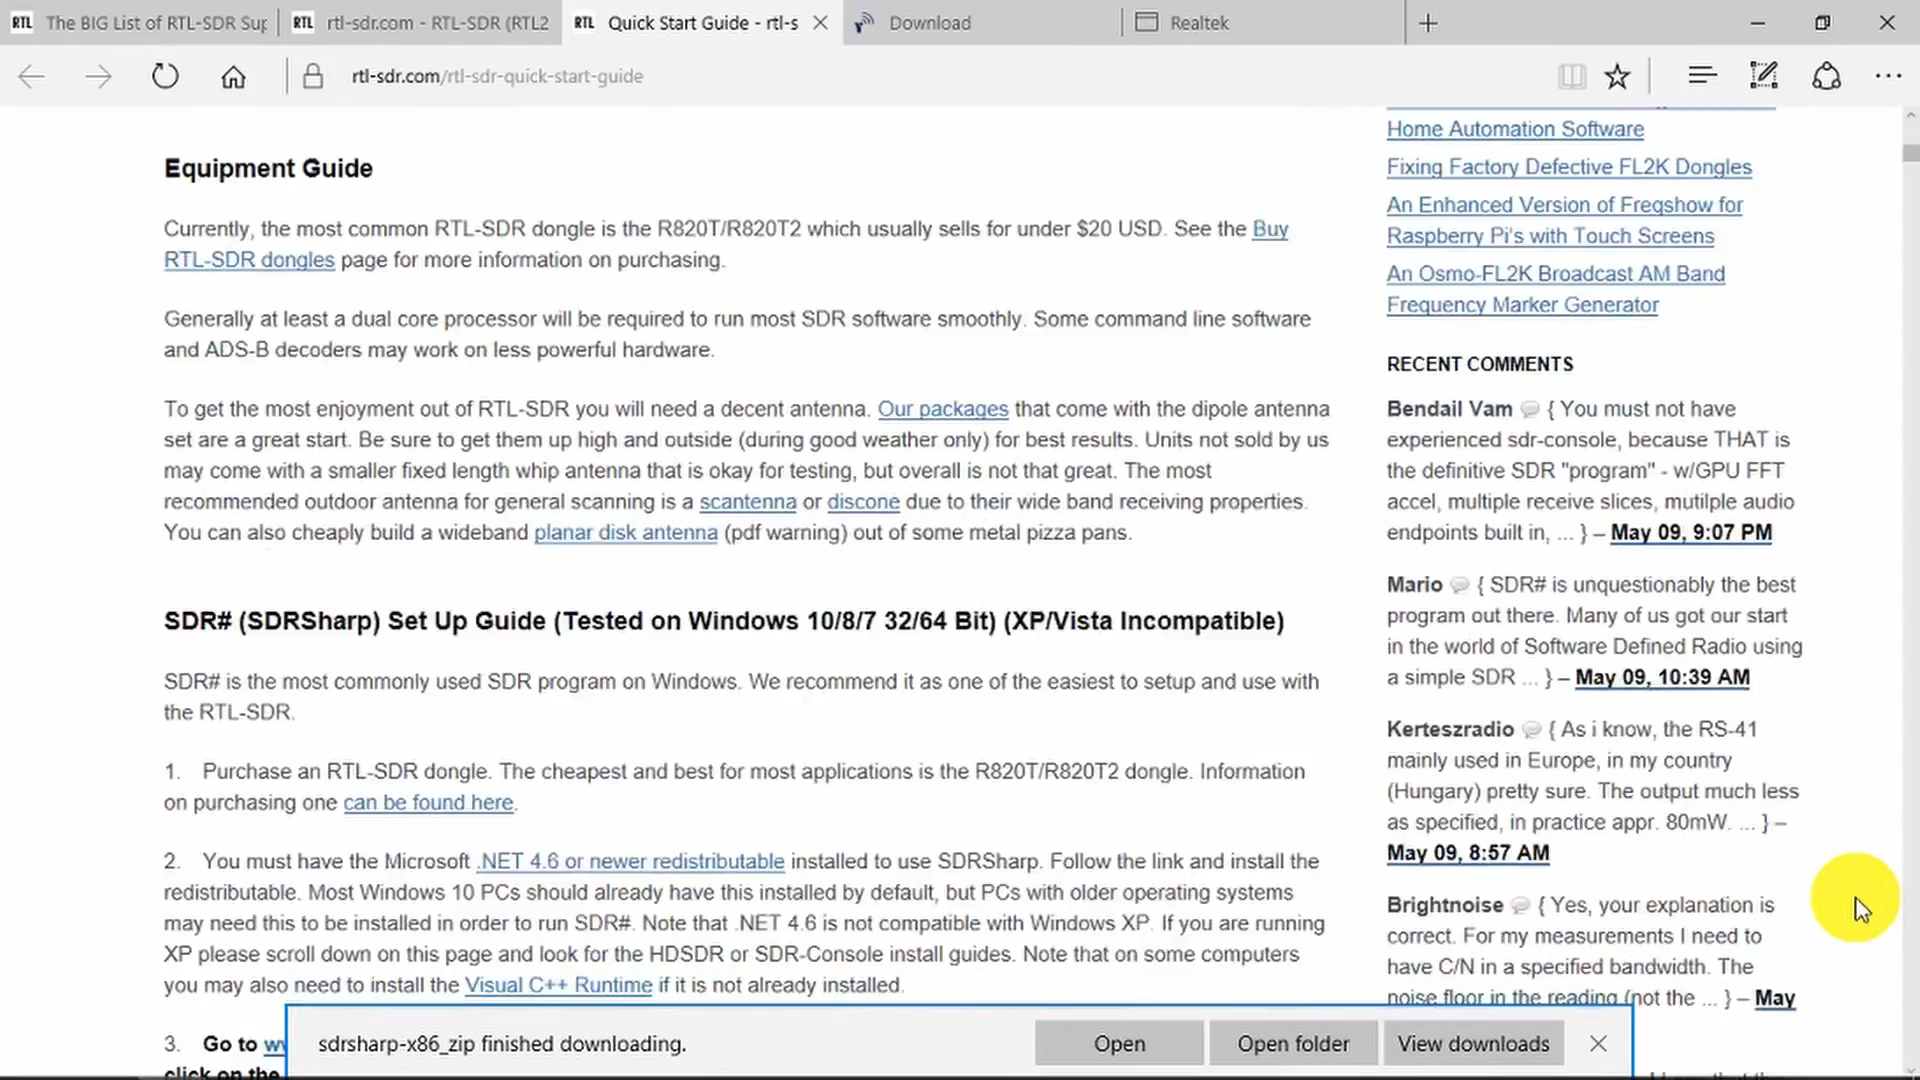 RTL The BIG List of RTL-SDR Sup
RTL rtl-sdr.com - RTL-SDR (RTL2
RTL Quick Start Guide - rtl-s
Download
Realtek
rtl-sdr.com/rtl-sdr-quick-start-guide
Equipment Guide
Currently, the most common RTL-SDR dongle is the R820T/R820T2 which usually sells for under $20 USD. See the Buy
RTL-SDR dongles page for more information on purchasing.
Generally at least a dual core processor will be required to run most SDR software smoothly. Some command line software
and ADS-B decoders may work on less powerful hardware.
To get the most enjoyment out of RTL-SDR you will need a decent antenna. Our packages that come with the dipole antenna
set are a great start. Be sure to get them up high and outside (during good weather only) for best results. Units not sold by us
may come with a smaller fixed length whip antenna that is okay for testing, but overall is not that great. The most
recommended outdoor antenna for general scanning is a scantenna or discone due to their wide band receiving properties.
You can also cheaply build a wideband planar disk antenna (pdf warning) out of some metal pizza pans.
SDR# (SDRSharp) Set Up Guide (Tested on Windows 10/8/7 32/64 Bit) (XP/Vista Incompatible)
SDR# is the most commonly used SDR program on Windows. We recommend it as one of the easiest to setup and use with
the RTL-SDR.
1. Purchase an RTL-SDR dongle. The cheapest and best for most applications is the R820T/R820T2 dongle. Information
on purchasing one can be found here.
2. You must have the Microsoft .NET 4.6 or newer redistributable installed to use SDRSharp. Follow the link and install the
redistributable. Most Windows 10 PCs should already have this installed by default, but PCs with older operating systems
may need this to be installed in order to run SDR#. Note that .NET 4.6 is not compatible with Windows XP. If you are running
XP please scroll down on this page and look for the HDSDR or SDR-Console install guides. Note that on some computers
you may also need to install the Visual C++ Runtime if it is not already installed.
3. Go to
click on the
Home Automation Software
Fixing Factory Defective FL2K Dongles
An Enhanced Version of Freqshow for
Raspberry Pi's with Touch Screens
An Osmo-FL2K Broadcast AM Band
Frequency Marker Generator
RECENT COMMENTS
Bendail Vam { You must not have
experienced sdr-console, because THAT is
the definitive SDR "program" - w/GPU FFT
accel, multiple receive slices, mutilple audio
endpoints built in, ... } – May 09, 9:07 PM
Mario { SDR# is unquestionably the best
program out there. Many of us got our start
in the world of Software Defined Radio using
a simple SDR ... } – May 09, 10:39 AM
Kerteszradio { As i know, the RS-41
mainly used in Europe, in my country
(Hungary) pretty sure. The output much less
as specified, in practice appr. 80mW. ... } –
May 09, 8:57 AM
Brightnoise { Yes, your explanation is
correct. For my measurements I need to
have C/N in a specified bandwidth. The
noise floor in the reading (not the ... } – May
sdrsharp-x86_zip finished downloading.
Open
Open folder
View downloads